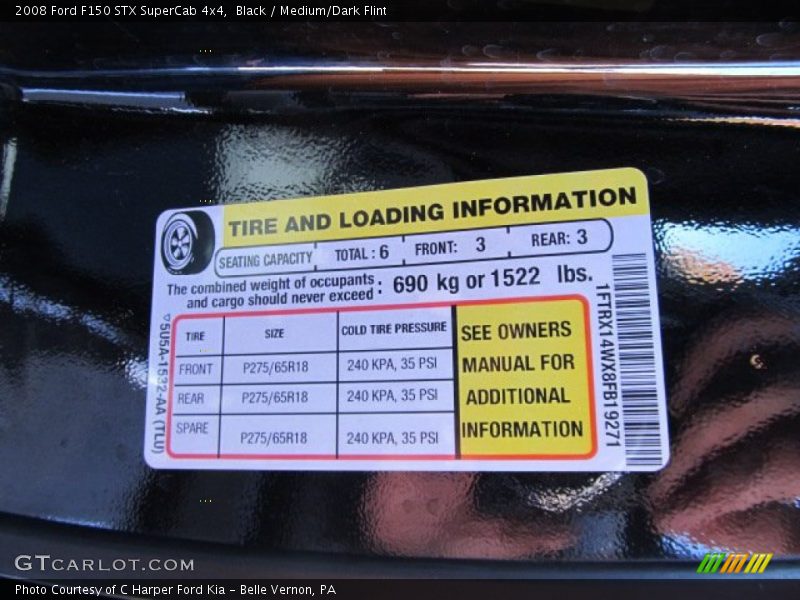 2008 Ford F150 STX SuperCab 4x4,  Black / Medium/Dark Flint
TIRE AND LOADING INFORMATION
SEATING CAPACITY TOTAL : 6 FRONT: 3 REAR: 3
The combined weight of occupants
and cargo should never exceed : 690 kg or 1522 lbs.
TIRE SIZE COLD TIRE PRESSURE
FRONT P275/65R18 240 KPA, 35 PSI
REAR P275/65R18 240 KPA, 35 PSI
SPARE P275/65R18 240 KPA, 35 PSI
SEE OWNERS
MANUAL FOR
ADDITIONAL
INFORMATION
5U5A-1532-AA (TLU)
1FTRX14WX8FB19271
GTCARLOT.COM
Photo Courtesy of C Harper Ford Kia – Belle Vernon, PA